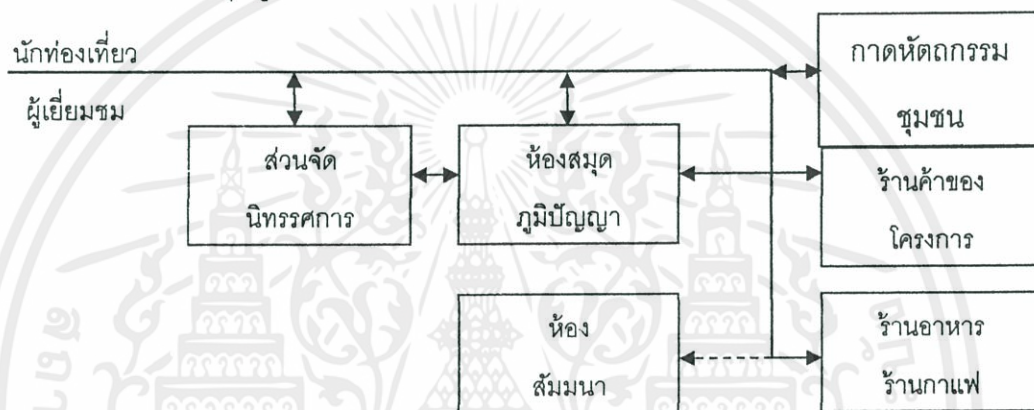 นักท่องเที่ยว
ผู้เยี่ยมชม
กาดหัตถกรรม
ชุมชน
ส่วนจัด
นิทรรศการ
ห้องสมุด
ภูมิปัญญา
ร้านค้าของ
โครงการ
ห้อง
สัมมนา
ร้านอาหาร
ร้านกาแฟ